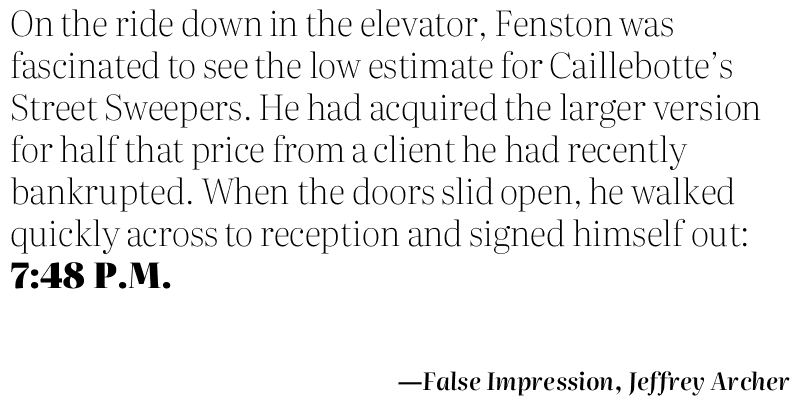 On the ride down in the elevator, Fenston was
fascinated to see the low estimate for Caillebotte’s
Street Sweepers. He had acquired the larger version
for half that price from a client he had recently
bankrupted. When the doors slid open, he walked
quickly across to reception and signed himself out:
7:48 P.M.
—False Impression, Jeffrey Archer